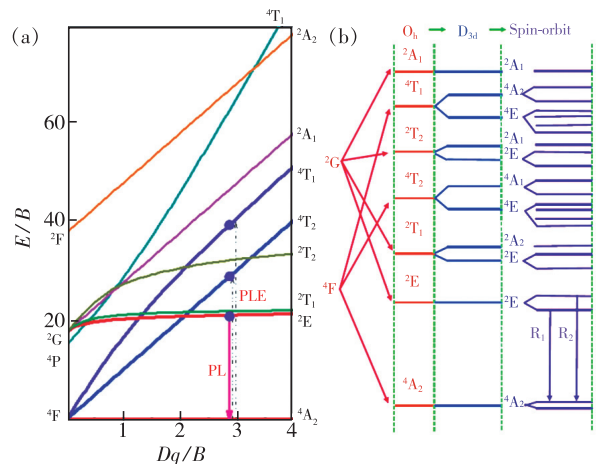 (a)
⁴T₁
²A₂
60
E/B
²A₁
⁴T₁
40
⁴T₂
²F
²T₂
PLE
20
²T₁
²E
²G
⁴P
PL
⁴F
⁴A₂
1
2
3
4
Dq/B
(b)
Oₕ
D₃d
Spin-orbit
²A₁
²A₁
⁴T₁
⁴A₂
⁴E
²T₂
²A₁
²E
²G
⁴T₂
⁴A₁
⁴E
²T₁
²A₂
²E
⁴F
²E
²E
R₁
R₂
⁴A₂
⁴A₂